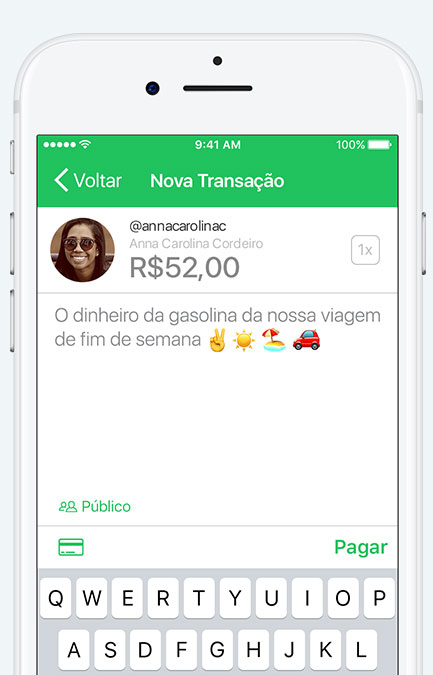 9:41 AM
100%
Voltar
Nova Transação
@annacarolinac
Anna Carolina Cordeiro
R$52,00
1x
O dinheiro da gasolina da nossa viagem
de fim de semana ✌️☀️🏖️🚗
Público
Pagar
Q W E R T Y U I O P
A S D F G H J K L